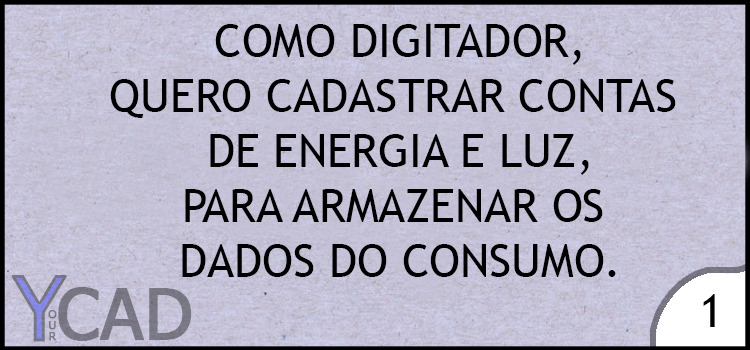 COMO DIGITADOR,
QUERO CADASTRAR CONTAS
DE ENERGIA E LUZ,
PARA ARMAZENAR OS
DADOS DO CONSUMO.
YOUR CAD
1